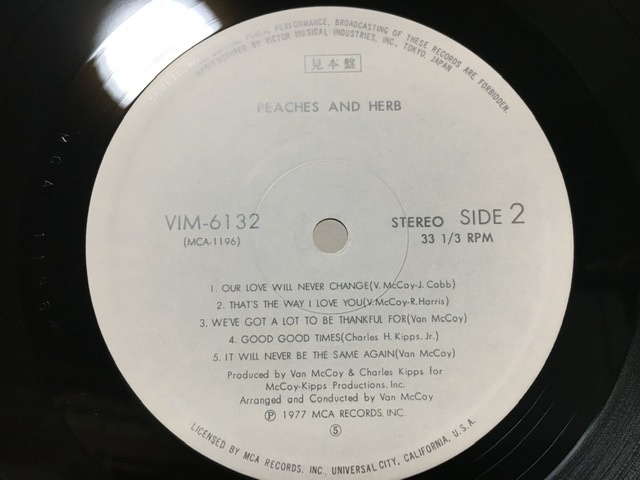 PUBLIC PERFORMANCE, BROADCASTING OF THESE RECORDS ARE FORBIDDEN.
MANUFACTURED BY VICTOR MUSICAL INDUSTRIES, INC., TOKYO, JAPAN
見本盤
PEACHES AND HERB
VIM-6132
(MCA-1196)
STEREO SIDE 2
33 1/3 RPM
1. OUR LOVE WILL NEVER CHANGE(V. McCoy-J. Cobb)
2. THAT'S THE WAY I LOVE YOU(V. McCoy-R. Harris)
3. WE'VE GOT A LOT TO BE THANKFUL FOR(Van McCoy)
4. GOOD GOOD TIMES(Charles H. Kipps, Jr.)
5. IT WILL NEVER BE THE SAME AGAIN(Van McCoy)
Produced by Van McCoy & Charles Kipps for
McCoy-Kipps Productions, Inc.
Arranged and Conducted by Van McCoy
Ⓟ 1977 MCA RECORDS, INC.
⑤
LICENSED BY MCA RECORDS, INC., UNIVERSAL CITY, CALIFORNIA, U.S.A.